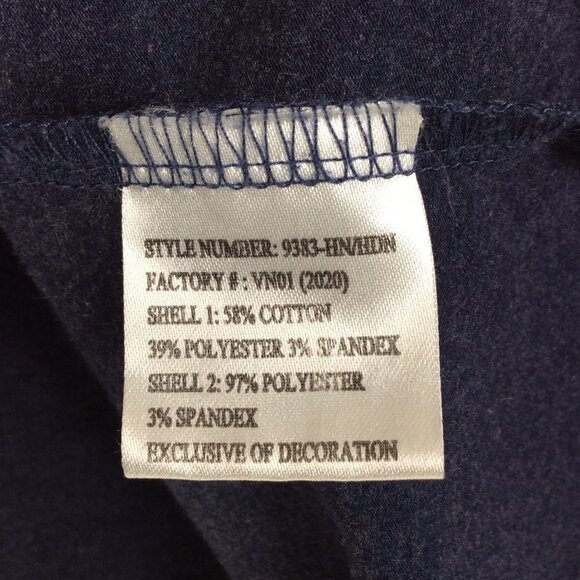 STYLE NUMBER: 9383-HN/HDN
FACTORY # : VN01 (2020)
SHELL 1: 58% COTTON
39% POLYESTER 3% SPANDEX
SHELL 2: 97% POLYESTER
3% SPANDEX
EXCLUSIVE OF DECORATION